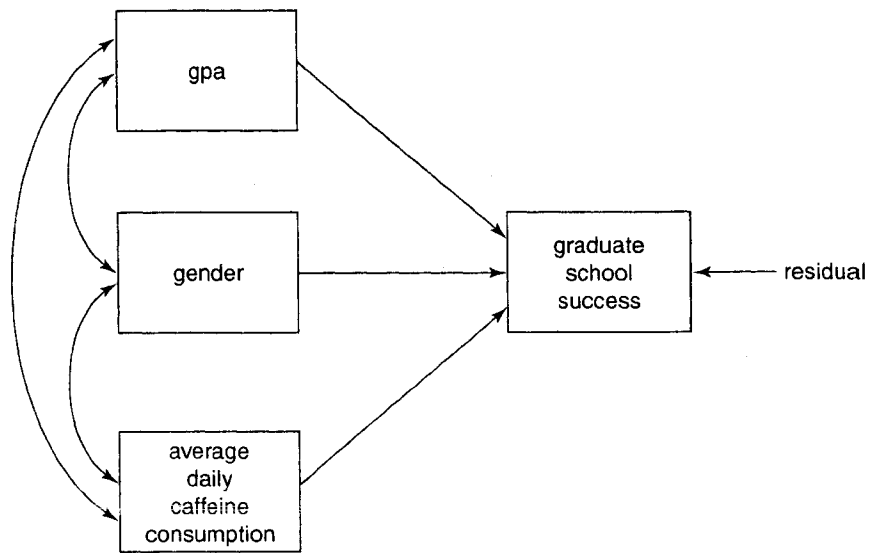 gpa
gender
average
daily
caffeine
consumption
graduate
school
success
residual